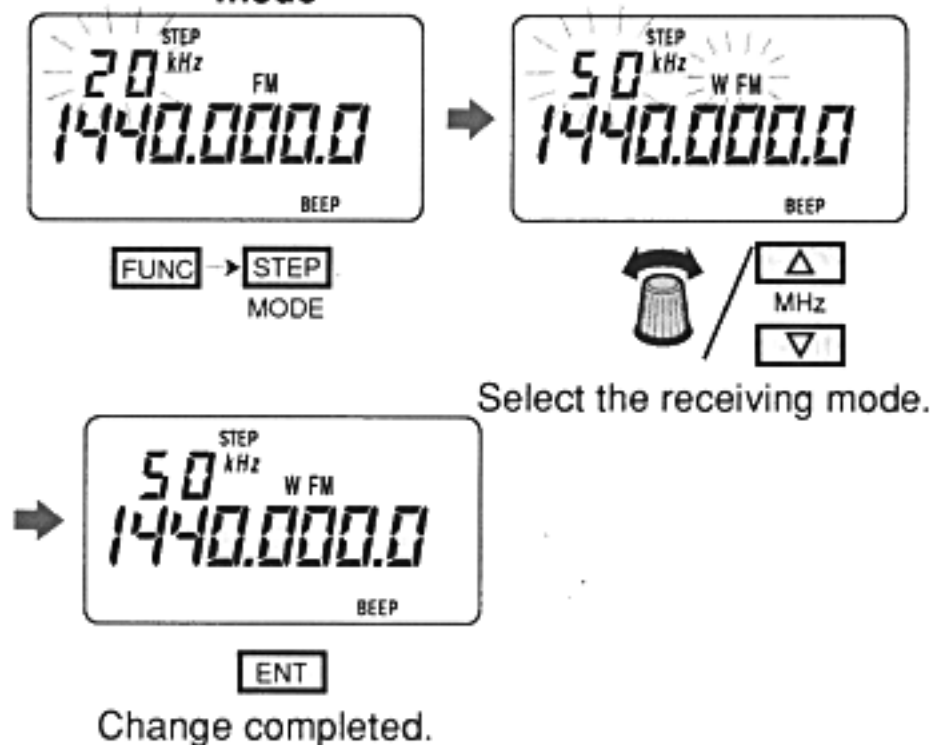 mode
STEP
20 kHz
FM
1440.000.0
BEEP
FUNC STEP
MODE
STEP
50 kHz
W FM
1440.000.0
BEEP
MHz
Select the receiving mode.
STEP
50 kHz
W FM
1440.000.0
BEEP
ENT
Change completed.